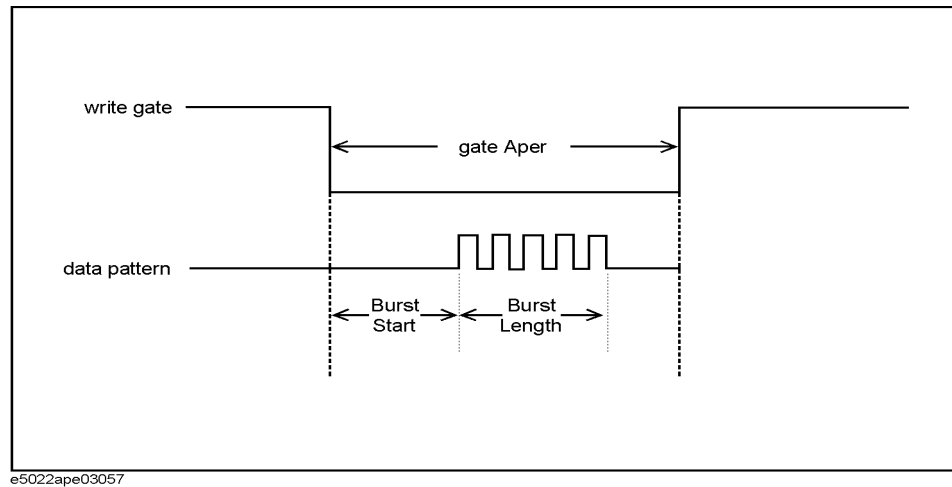 write gate
gate Aper
data pattern
Burst
Start
Burst
Length
e5022ape03057